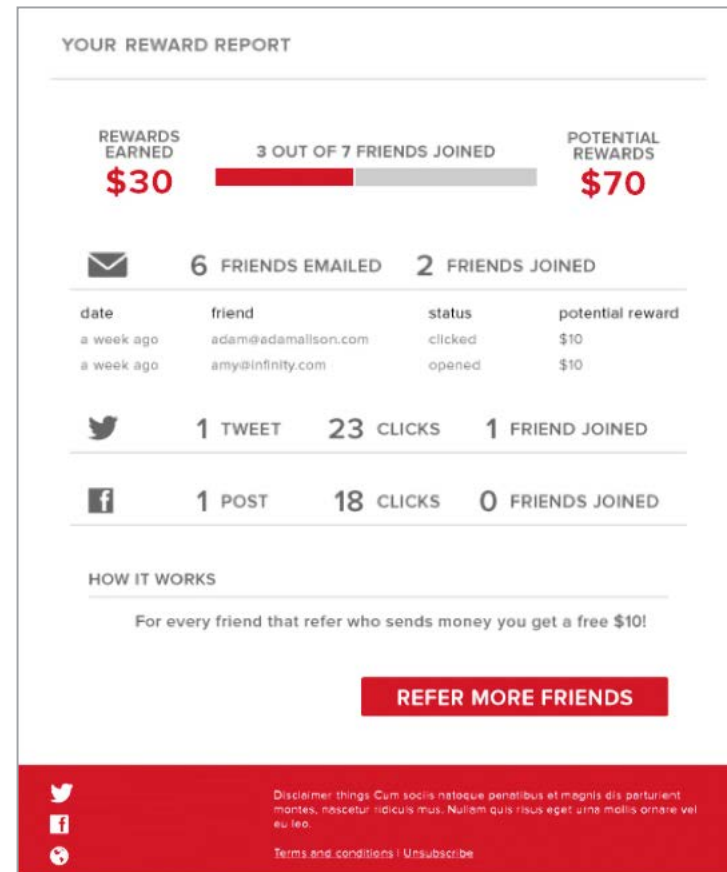 YOUR REWARD REPORT
REWARDS EARNED
$30
3 OUT OF 7 FRIENDS JOINED
POTENTIAL REWARDS
$70
6 FRIENDS EMAILED 2 FRIENDS JOINED
date friend status potential reward
a week ago adam@adamalison.com clicked $10
a week ago amy@infinity.com opened $10
1 TWEET 23 CLICKS 1 FRIEND JOINED
1 POST 18 CLICKS 0 FRIENDS JOINED
HOW IT WORKS
For every friend that refer who sends money you get a free $10!
REFER MORE FRIENDS
Disclaimer things Cum sociis natoque penatibus et magnis dis parturient
montes, nascetur ridiculs mus. Nullam quis risus eget urna mollis ornare vel
eu leo.
Terms and conditions | Unsubscribe